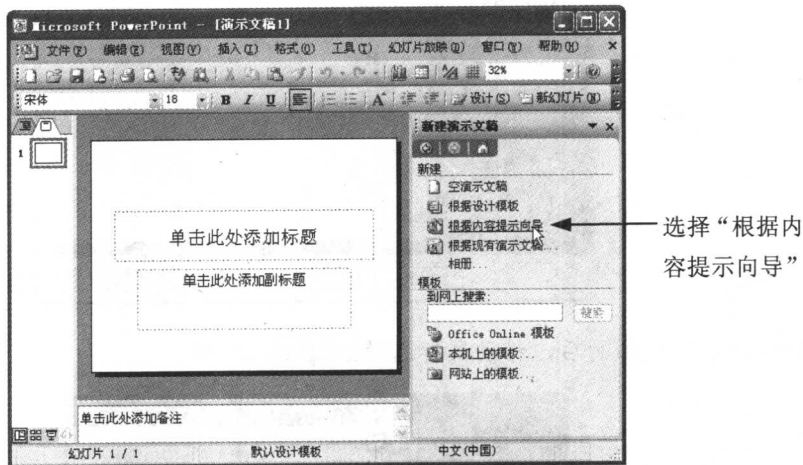 Microsoft PowerPoint - [演示文稿1]
文件(F) 编辑(E) 视图(V) 插入(I) 格式(O) 工具(T) 幻灯片放映(D) 窗口(W) 帮助(H)
32%
宋体 18 B I U A 设计(S) 新幻灯片(N)
新建演示文稿
1
新建
空演示文稿
根据设计模板
根据内容提示向导
根据现有演示文稿...
相册...
单击此处添加标题
单击此处添加副标题
模板
到网上搜索:
搜索
Office Online 模板
本机上的模板...
网站上的模板...
单击此处添加备注
幻灯片 1 / 1 默认设计模板 中文(中国)
选择“根据内
容提示向导”